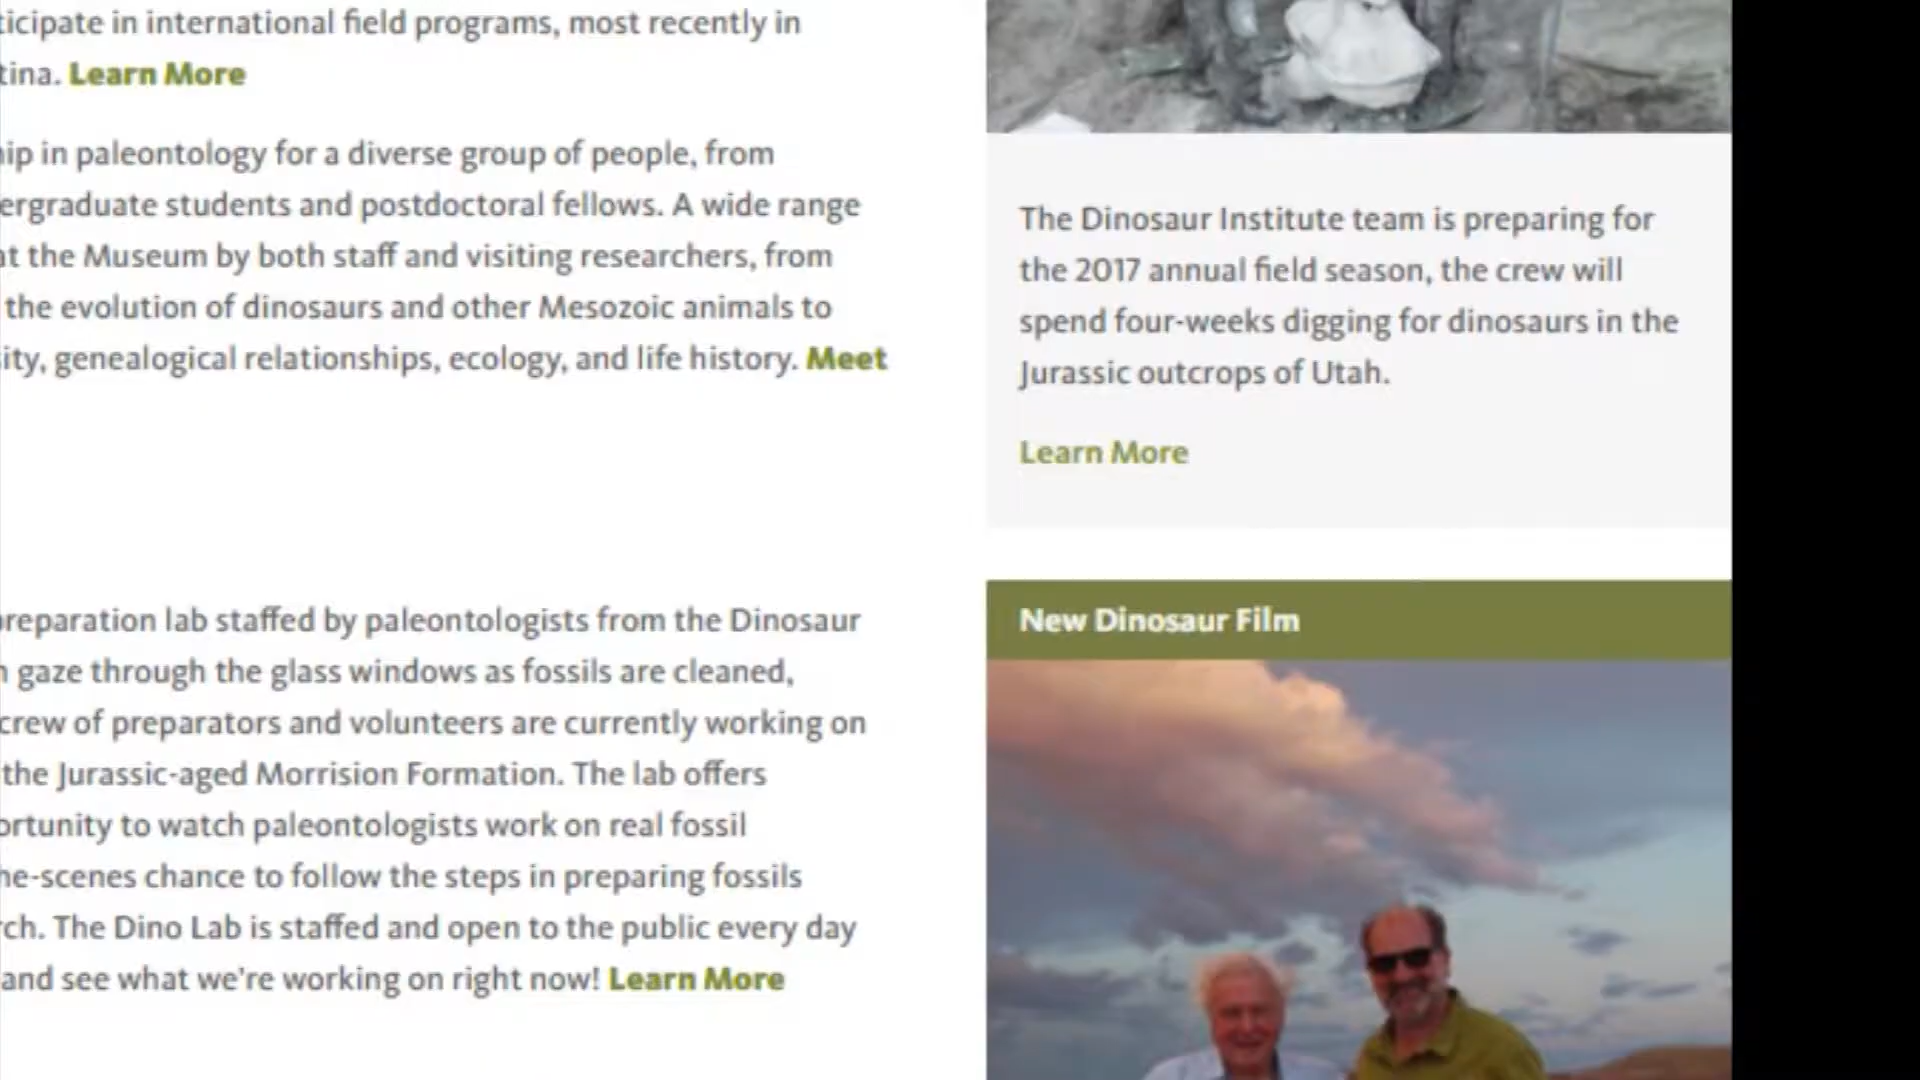 ticipate in international field programs, most recently in
tina. Learn More
ip in paleontology for a diverse group of people, from
ergraduate students and postdoctoral fellows. A wide range
at the Museum by both staff and visiting researchers, from
the evolution of dinosaurs and other Mesozoic animals to
sity, genealogical relationships, ecology, and life history. Meet
preparation lab staffed by paleontologists from the Dinosaur
n gaze through the glass windows as fossils are cleaned,
crew of preparators and volunteers are currently working on
the Jurassic-aged Morrision Formation. The lab offers
ortunity to watch paleontologists work on real fossil
he-scenes chance to follow the steps in preparing fossils
rch. The Dino Lab is staffed and open to the public every day
and see what we're working on right now! Learn More
The Dinosaur Institute team is preparing for
the 2017 annual field season, the crew will
spend four-weeks digging for dinosaurs in the
Jurassic outcrops of Utah.
Learn More
New Dinosaur Film